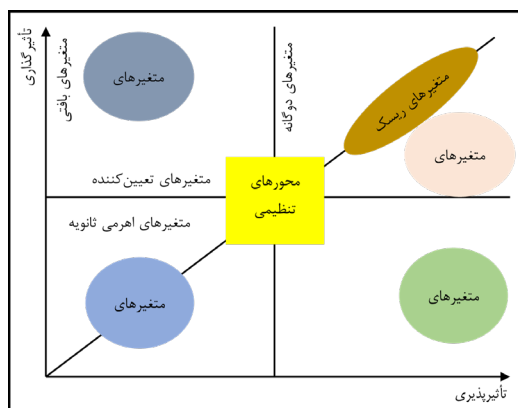 تأثیرگذاری
متغیرهای بافتی
متغیرهای
متغیرهای دوگانه
متغیرهای ریسک
متغیرهای
متغیرهای تعیین‌کننده
محورهای
تنظیمی
متغیرهای اهرمی ثانویه
متغیرهای
متغیرهای
تأثیرپذیری